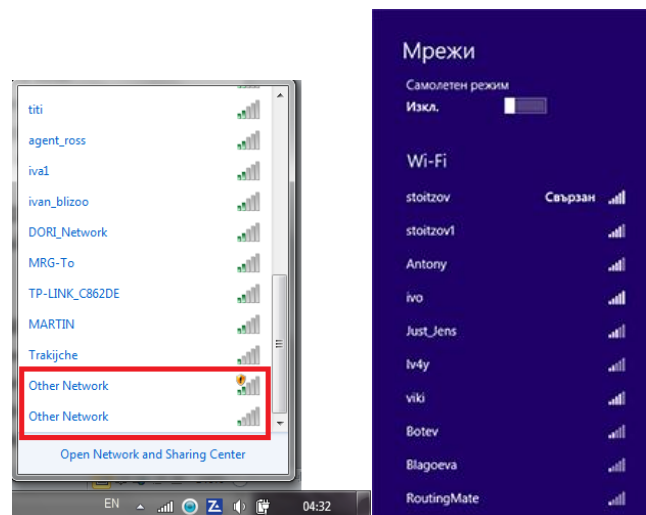 titi
agent_ross
iva1
ivan_blizoo
DORI_Network
MRG-To
TP-LINK_C862DE
MARTIN
Trakijche
Other Network
Other Network
Open Network and Sharing Center
EN
04:32
Мрежи
Самолетен режим
Изкл.
Wi-Fi
stoitzov Свързан
stoitzov1
Antony
ivo
Just_Jens
Iv4y
viki
Botev
Blagoeva
RoutingMate